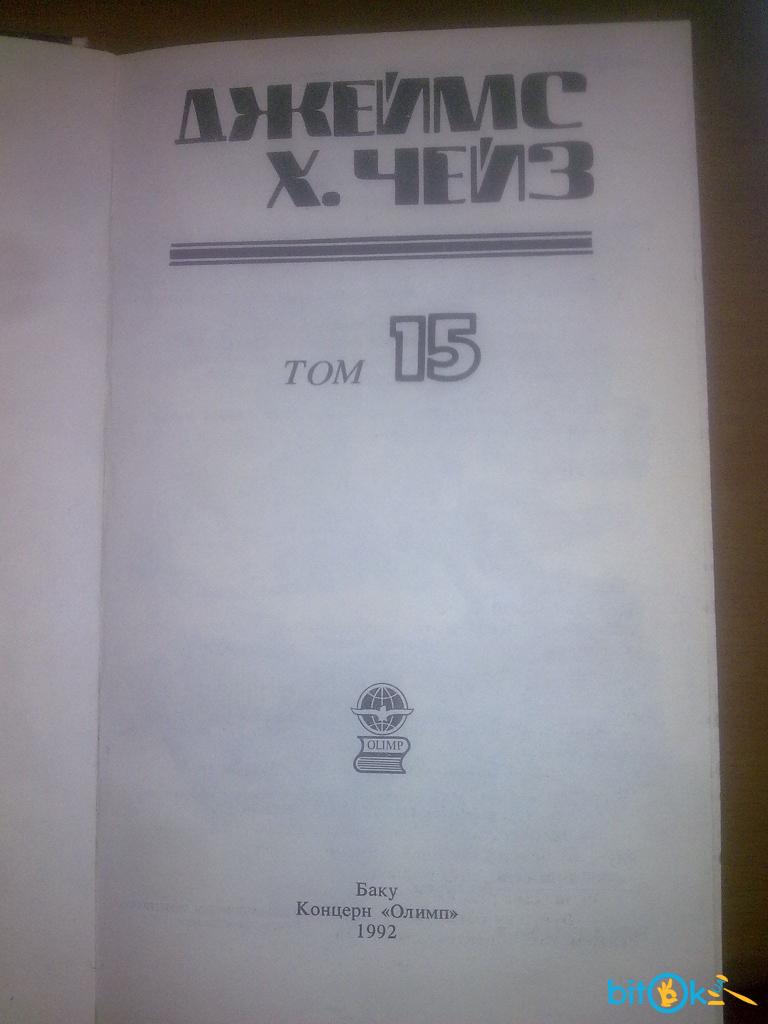 ДЖЕЙМС
Х. ЧЕЙЗ
ТОМ 15
OLIMP
Баку
Концерн «Олимп»
1992
bitOk